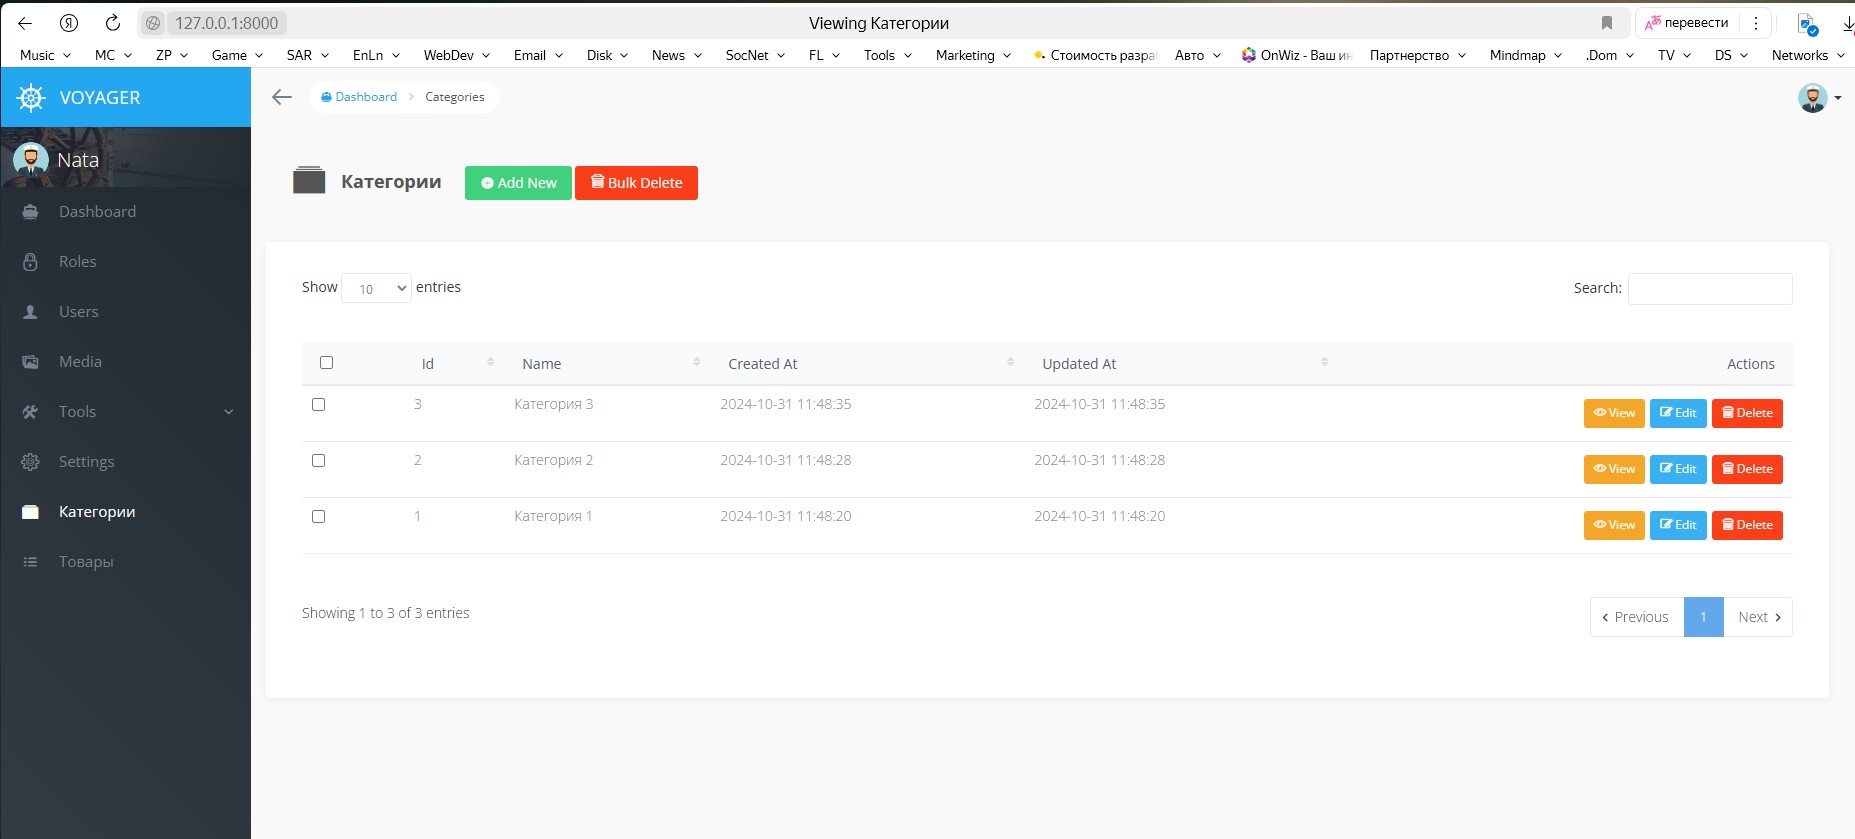 127.0.0.1:8000 Viewing Категории перевести
Music MC ZP Game SAR EnLn WebDev Email Disk News SocNet FL Tools Marketing Стоимость разра Авто OnWiz - Ваш ин Партнерство Mindmap .Dom TV DS Networks
VOYAGER
Dashboard > Categories
Nata
Категории Add New Bulk Delete
Dashboard
Roles
Users
Media
Tools
Settings
Категории
Товары
Show 10 entries Search:
Id Name Created At Updated At Actions
3 Категория 3 2024-10-31 11:48:35 2024-10-31 11:48:35 View Edit Delete
2 Категория 2 2024-10-31 11:48:28 2024-10-31 11:48:28 View Edit Delete
1 Категория 1 2024-10-31 11:48:20 2024-10-31 11:48:20 View Edit Delete
Showing 1 to 3 of 3 entries ‹ Previous 1 Next ›